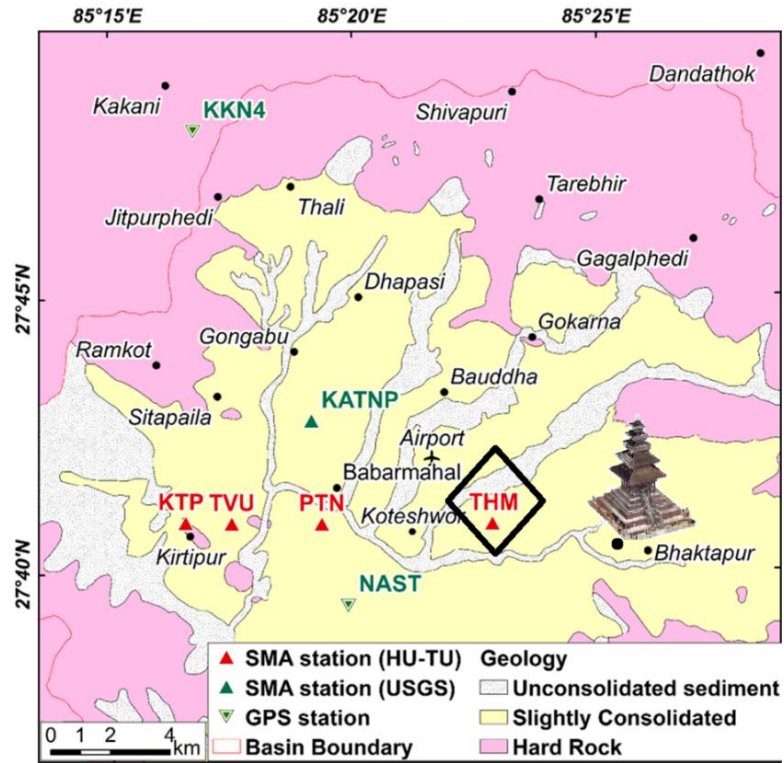 85°15'E 85°20'E 85°25'E
Dandathok
Kakani
KKN4
Shivapuri
Tarebhir
Jitpurphedi
Thali
Gagalphedi
27°45'N
Dhapasi
Gongabu
Gokarna
Ramkot
Bauddha
Sitapaila
KATNP
Airport
Babarmahal
KTP TVU PTN THM
Koteshwor
Kirtipur
Bhaktapur
27°40'N
NAST
SMA station (HU-TU)
SMA station (USGS)
GPS station
Basin Boundary
Geology
Unconsolidated sediment
Slightly Consolidated
Hard Rock
0 1 2 4
km